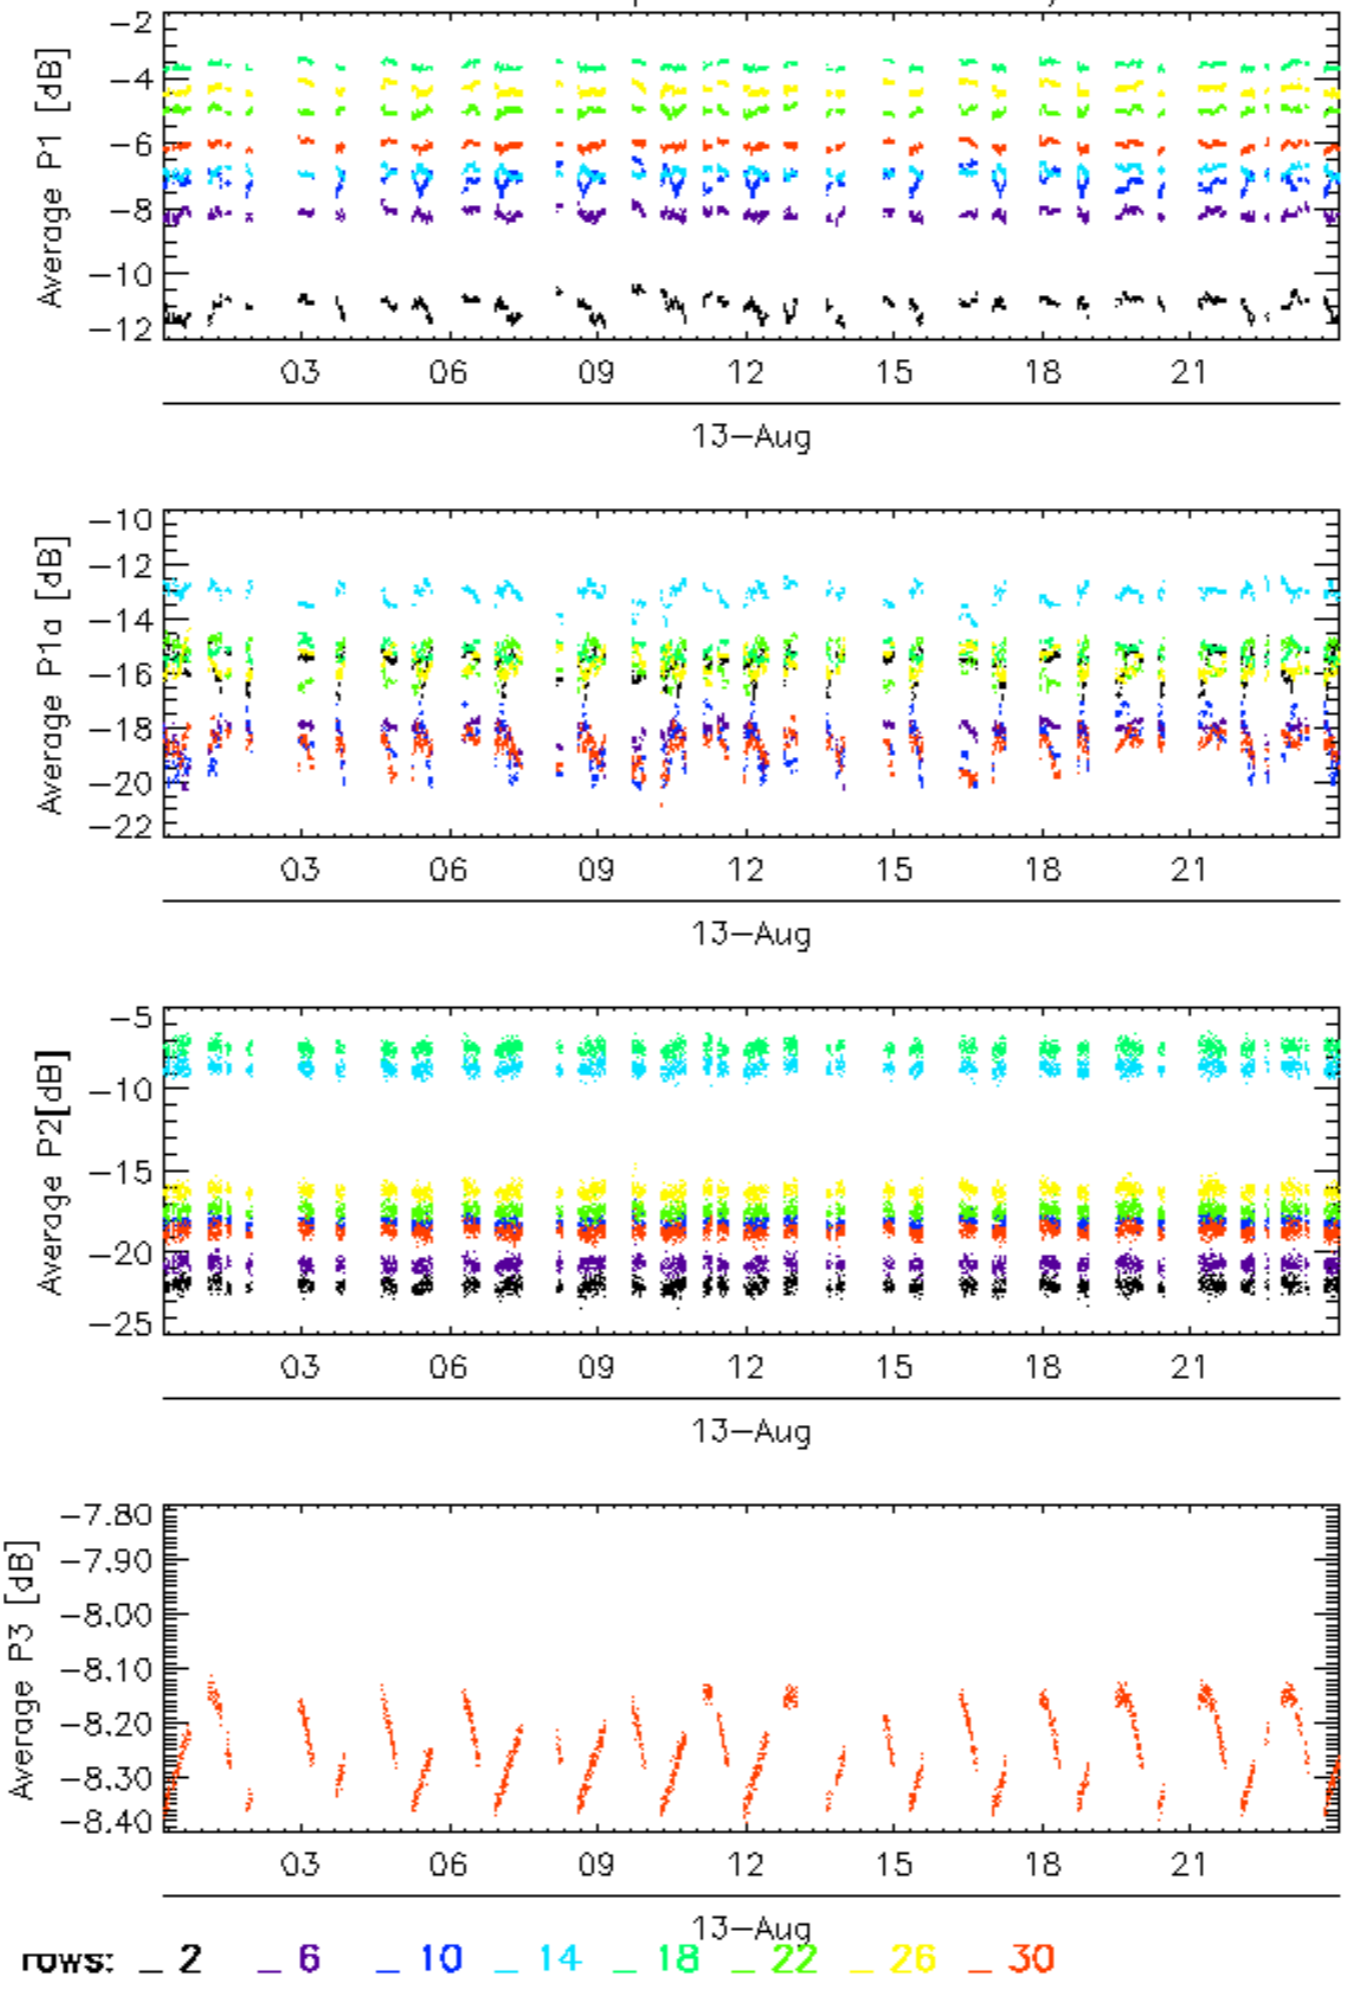 -2
-4
-6
-8
-10
-12
Average P1 [dB]
03 06 09 12 15 18 21
13-Aug
-10
-12
-14
-16
-18
-20
-22
Average P1a [dB]
03 06 09 12 15 18 21
13-Aug
-5
-10
-15
-20
-25
Average P2[dB]
03 06 09 12 15 18 21
13-Aug
-7.80
-7.90
-8.00
-8.10
-8.20
-8.30
-8.40
Average P3 [dB]
03 06 09 12 15 18 21
13-Aug
rows: _ 2 _ 6 _ 10 _ 14 _ 18 _ 22 _ 26 _ 30